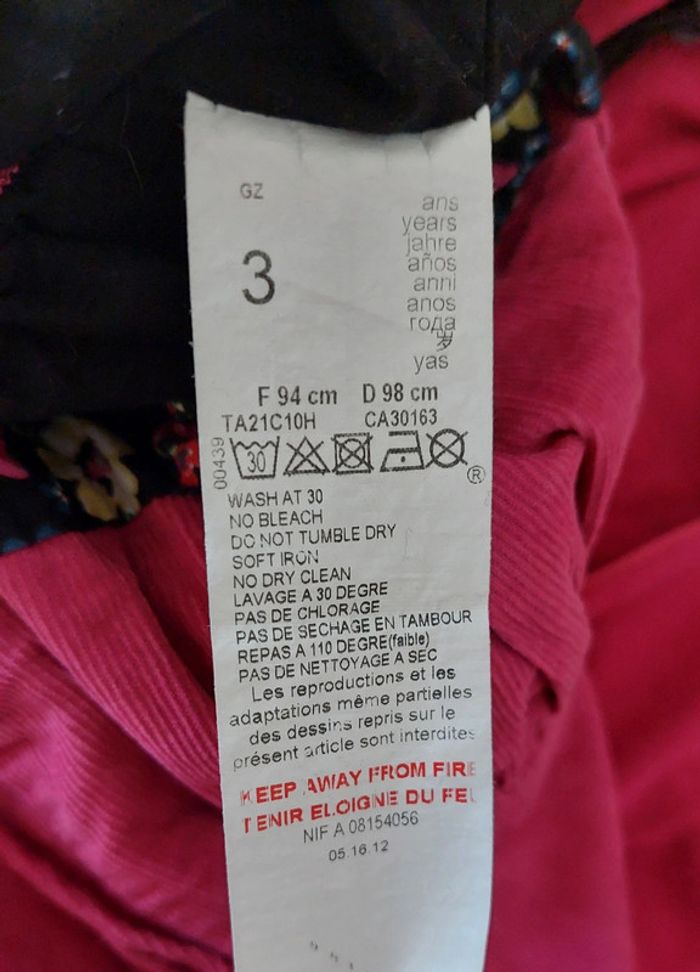 GZ
3
ans
years
jahre
años
anni
anos
года
岁
yas
F 94 cm D 98 cm
TA21C10H CA30163
00439
30
®
WASH AT 30
NO BLEACH
DO NOT TUMBLE DRY
SOFT IRON
NO DRY CLEAN
LAVAGE A 30 DEGRE
PAS DE CHLORAGE
PAS DE SECHAGE EN TAMBOUR
REPAS A 110 DEGRE(faible)
PAS DE NETTOYAGE A SEC
Les reproductions et les
adaptations même partielles
des dessins repris sur le
présent article sont interdites
KEEP AWAY FROM FIRE
TENIR ELOIGNE DU FEU
NIF A 08154056
05.16.12